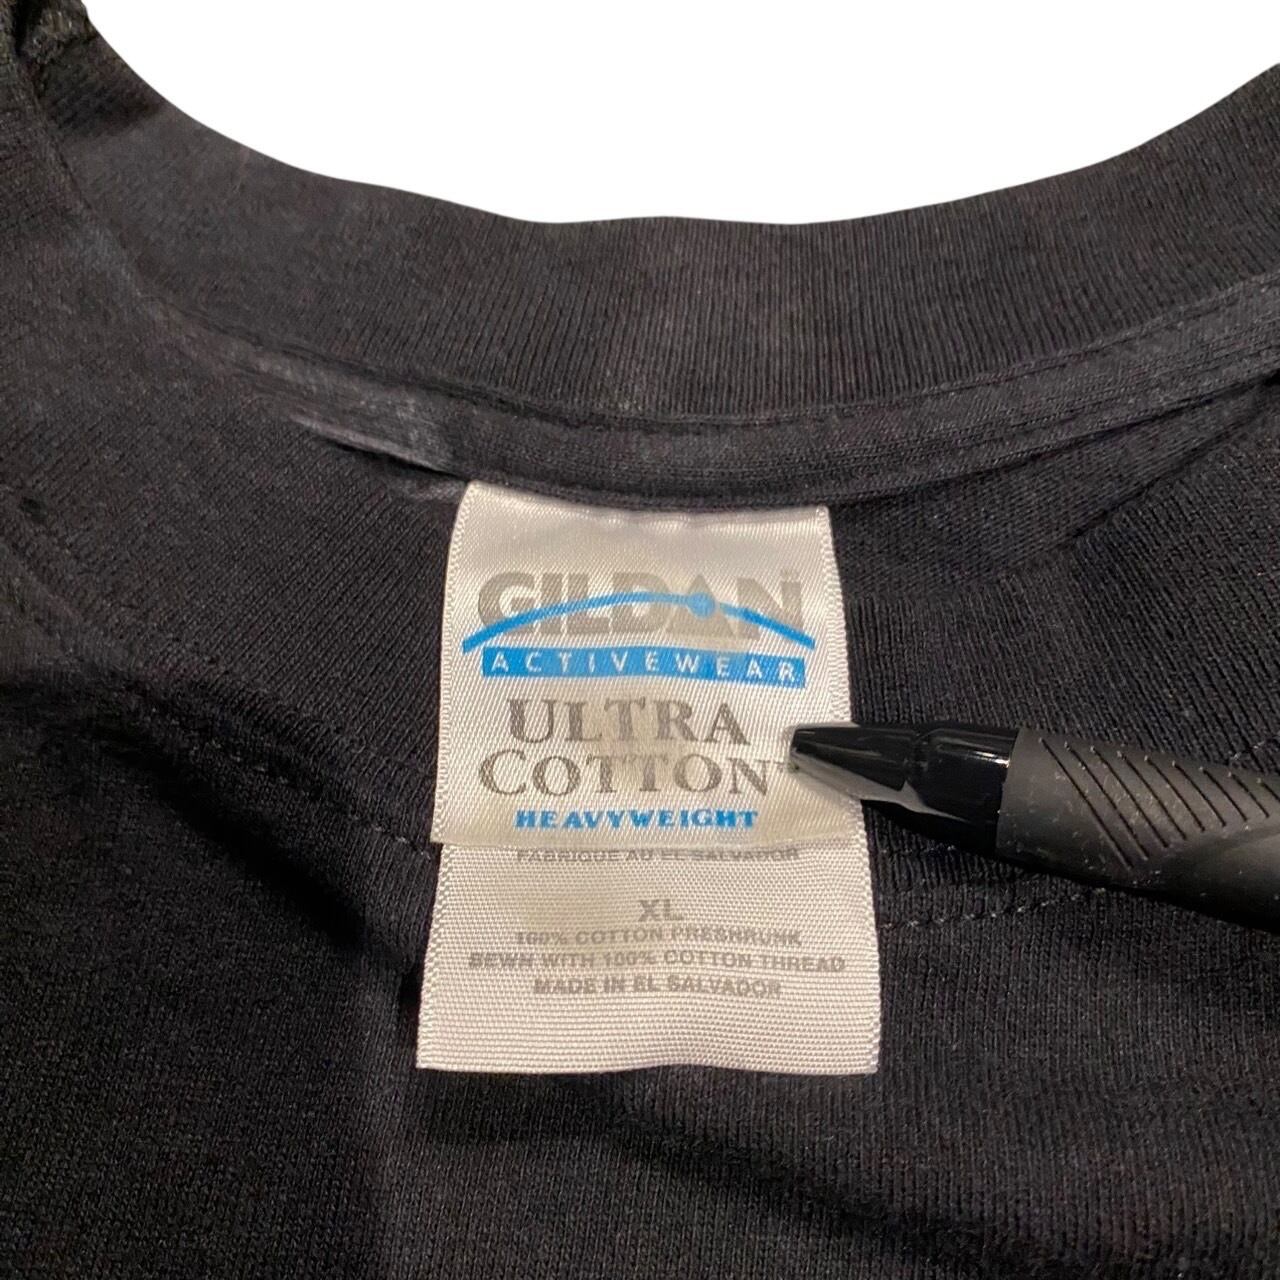 GILDAN
ACTIVEWEAR
ULTRA
COTTON™
HEAVYWEIGHT
FABRIQUE AU EL SALVADOR
XL
100% COTTON PRESHRUNK
SEWN WITH 100% COTTON THREAD
MADE IN EL SALVADOR